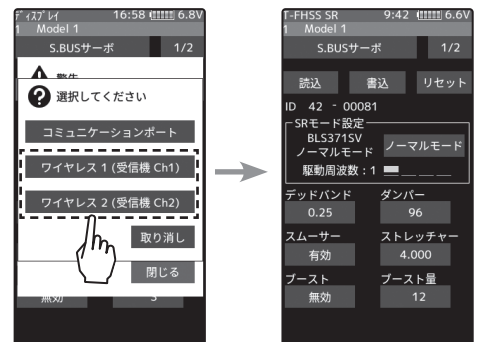 ディスプレイ 16:58 6.8V
1 Model 1
S.BUSサーボ 1/2
警告
選択してください
コミュニケーションポート
ワイヤレス 1 (受信機 Ch1)
ワイヤレス 2 (受信機 Ch2)
取り消し
閉じる
無効 3
T-FHSS SR 9:42 6.6V
1 Model 1
S.BUSサーボ 1/2
読込 書込 リセット
ID 42 - 00081
SRモード設定
BLS371SV
ノーマルモード ノーマルモード
駆動周波数 : 1
デッドバンド ダンパー
0.25 96
スムーサー ストレッチャー
有効 4.000
ブースト ブースト量
無効 12